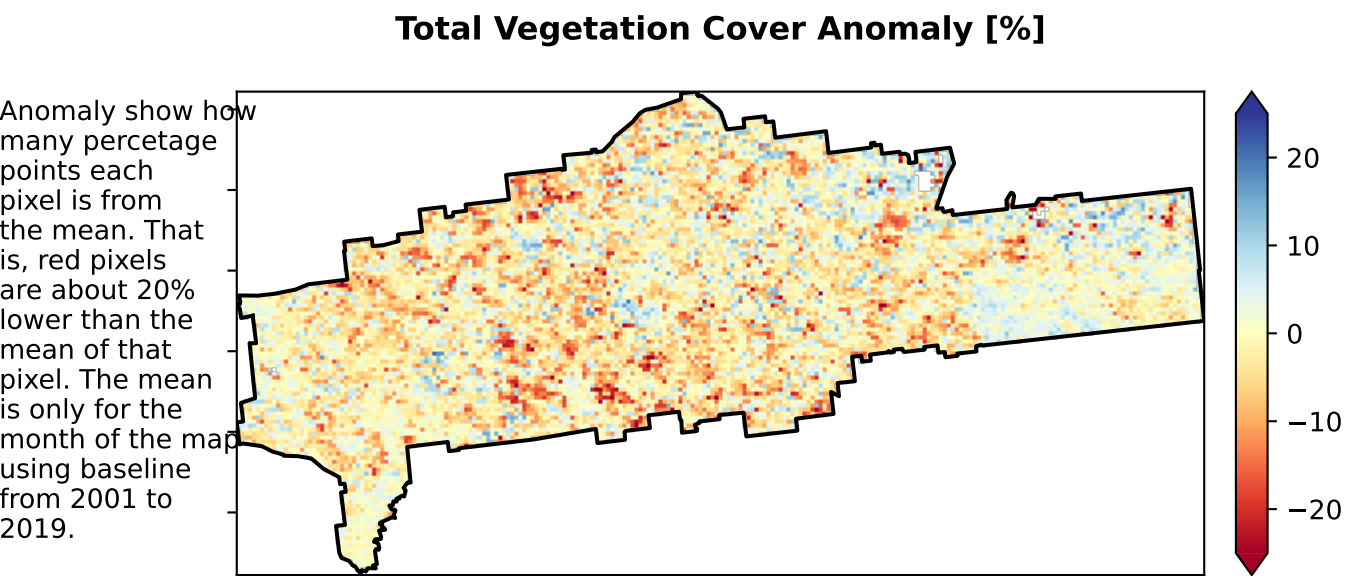 Total Vegetation Cover Anomaly [%]
Anomaly show how
many percetage
points each
pixel is from
the mean. That
is, red pixels
are about 20%
lower than the
mean of that
pixel. The mean
is only for the
month of the map
using baseline
from 2001 to
2019.
20
10
0
−10
−20